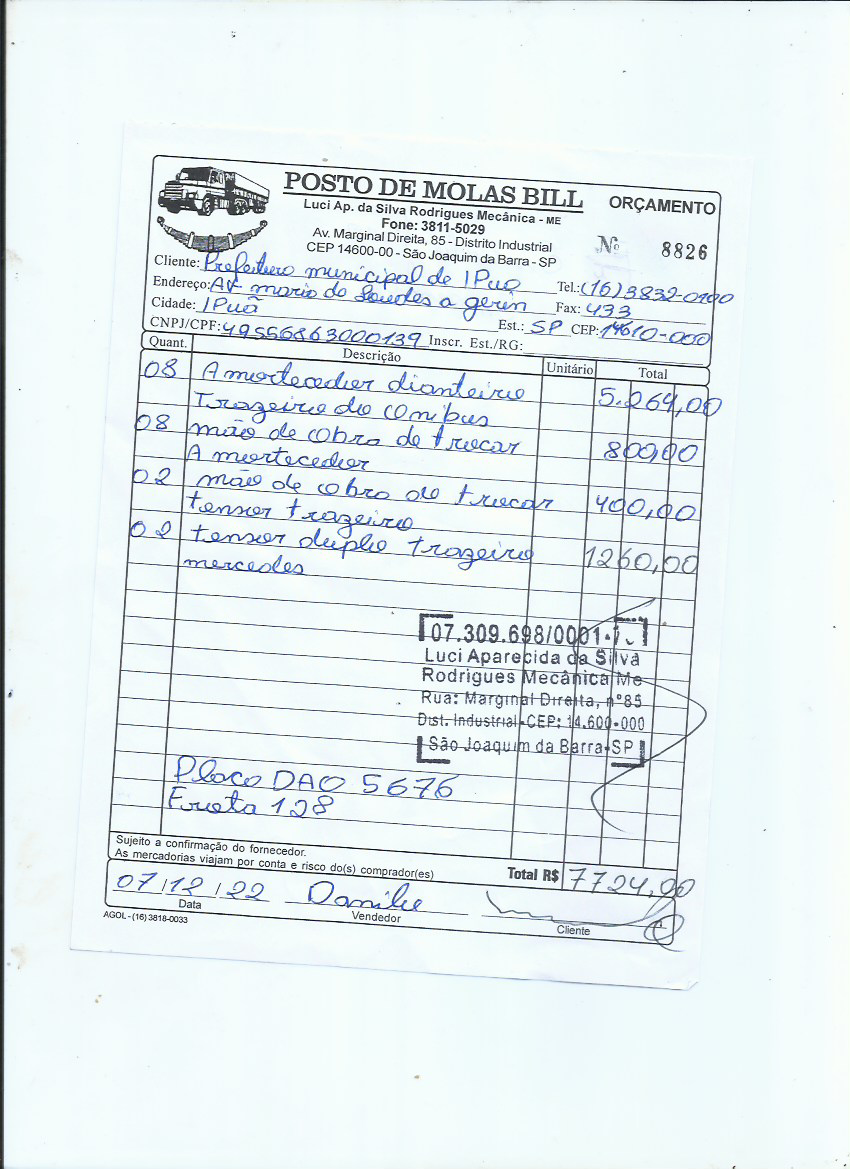 POSTO DE MOLAS BILL
ORÇAMENTO
Luci Ap. da Silva Rodrigues Mecânica - ME
Fone: 3811-5029
Av. Marginal Direita, 85 - Distrito Industrial
CEP 14600-00 - São Joaquim da Barra - SP
Nº 8826
Cliente: Prefeitura municipal de IPuã Tel.: (16) 3832-0100
Endereço: AV maria de Lourdes a gerin Fax: 433
Cidade: IPuã Est.: SP CEP: 14610-000
CNPJ/CPF: 49556863000139 Inscr. Est./RG:
Quant. Descrição Unitário Total
08 Amortecedor dianteiro 5.264,00
Trazeiro do Onibus
08 mão de obra de trocar 800,00
Amortecedor
02 mão de obra de trocar 400,00
tensor trazeiro
02 tensor duplo trazeiro 1260,00
mercedes
07.309.698/0001-
Luci Aparecida da Silva
Rodrigues Mecânica Me
Rua: Marginal Direita, nº85
Dist. Industrial-CEP: 14.600-000
São Joaquim da Barra-SP
Placa DAO 5676
Frota 128
Sujeito a confirmação do fornecedor.
As mercadorias viajam por conta e risco do(s) comprador(es)
Total R$ 7724,00
07/12/22 Danilo
Data Vendedor Cliente
AGOL - (16) 3818-0033